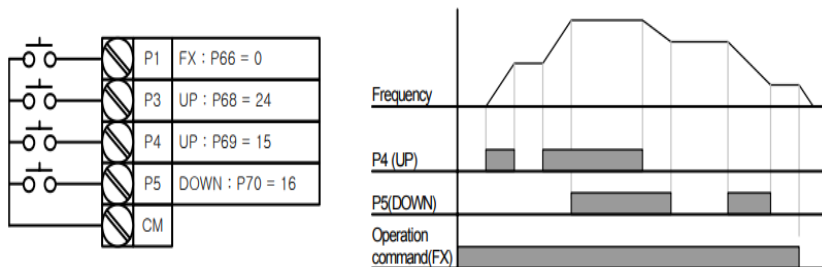 P1 FX : P66 = 0
P3 UP : P68 = 24
P4 UP : P69 = 15
P5 DOWN : P70 = 16
CM
Frequency
P4 (UP)
P5(DOWN)
Operation
command(FX)